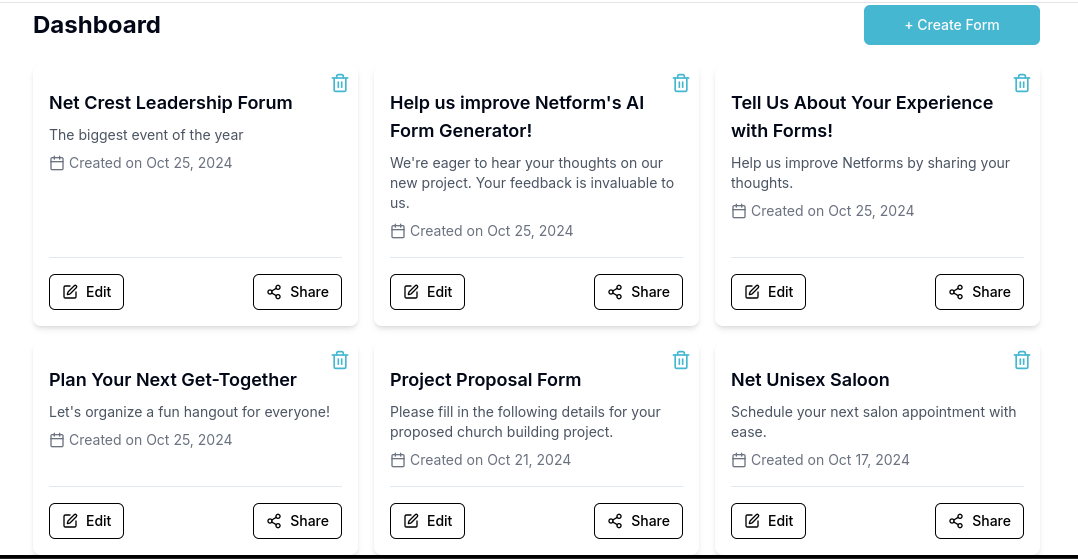 Dashboard
+ Create Form
Net Crest Leadership Forum
The biggest event of the year
Created on Oct 25, 2024
Edit
Share
Help us improve Netform's AI
Form Generator!
We're eager to hear your thoughts on our
new project. Your feedback is invaluable to
us.
Created on Oct 25, 2024
Edit
Share
Tell Us About Your Experience
with Forms!
Help us improve Netforms by sharing your
thoughts.
Created on Oct 25, 2024
Edit
Share
Plan Your Next Get-Together
Let's organize a fun hangout for everyone!
Created on Oct 25, 2024
Edit
Share
Project Proposal Form
Please fill in the following details for your
proposed church building project.
Created on Oct 21, 2024
Edit
Share
Net Unisex Saloon
Schedule your next salon appointment with
ease.
Created on Oct 17, 2024
Edit
Share